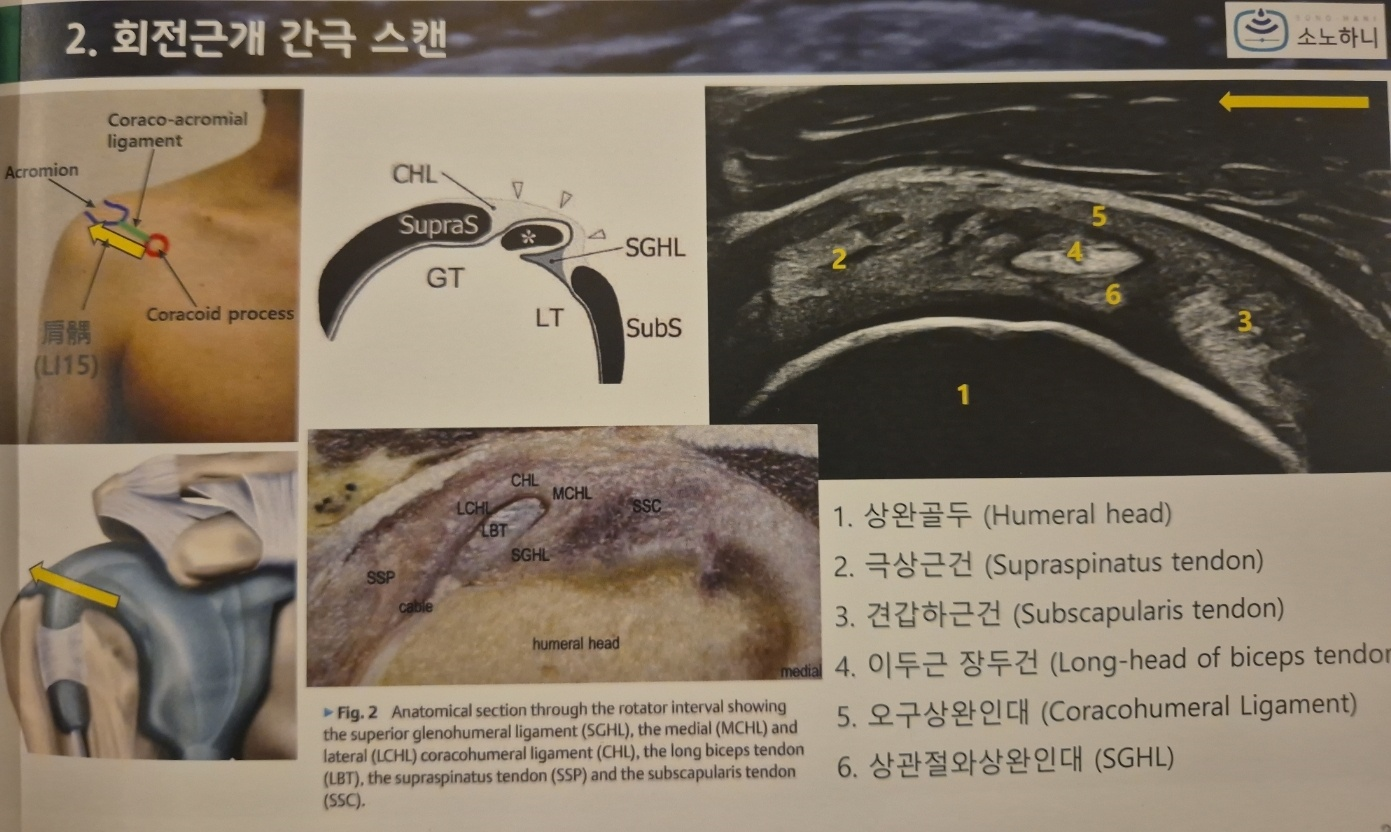 2. 회전근개 간극 스캔
SONO HANI
소노하니
Coraco-acromial
ligament
Acromion
Coracoid process
肩髃
(LI15)
CHL
SupraS
*
SGHL
GT
LT
SubS
5
4
2
6
3
1
CHL
LCHL
MCHL
SSC
LBT
SGHL
SSP
cable
humeral head
medial
▸ Fig. 2 Anatomical section through the rotator interval showing
the superior glenohumeral ligament (SGHL), the medial (MCHL) and
lateral (LCHL) coracohumeral ligament (CHL), the long biceps tendon
(LBT), the supraspinatus tendon (SSP) and the subscapularis tendon
(SSC).
1. 상완골두 (Humeral head)
2. 극상근건 (Supraspinatus tendon)
3. 견갑하근건 (Subscapularis tendon)
4. 이두근 장두건 (Long-head of biceps tendon
5. 오구상완인대 (Coracohumeral Ligament)
6. 상관절와상완인대 (SGHL)